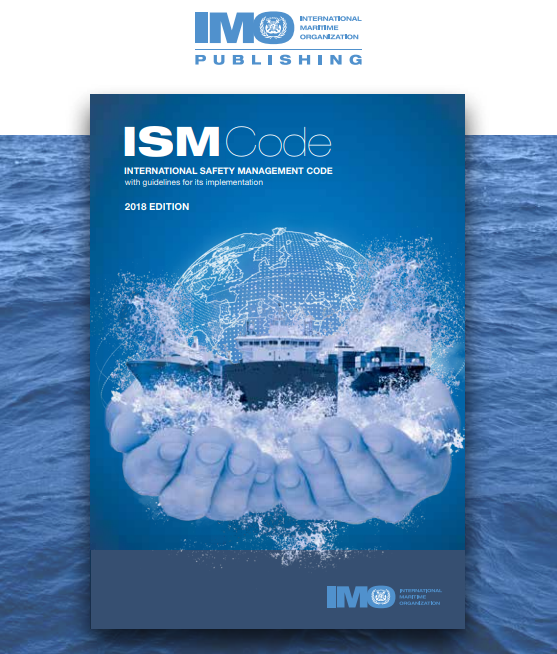 IMO
INTERNATIONAL
MARITIME
ORGANIZATION
PUBLISHING
ISM Code
INTERNATIONAL SAFETY MANAGEMENT CODE
with guidelines for its implementation
2018 EDITION
IMO
INTERNATIONAL
MARITIME
ORGANIZATION